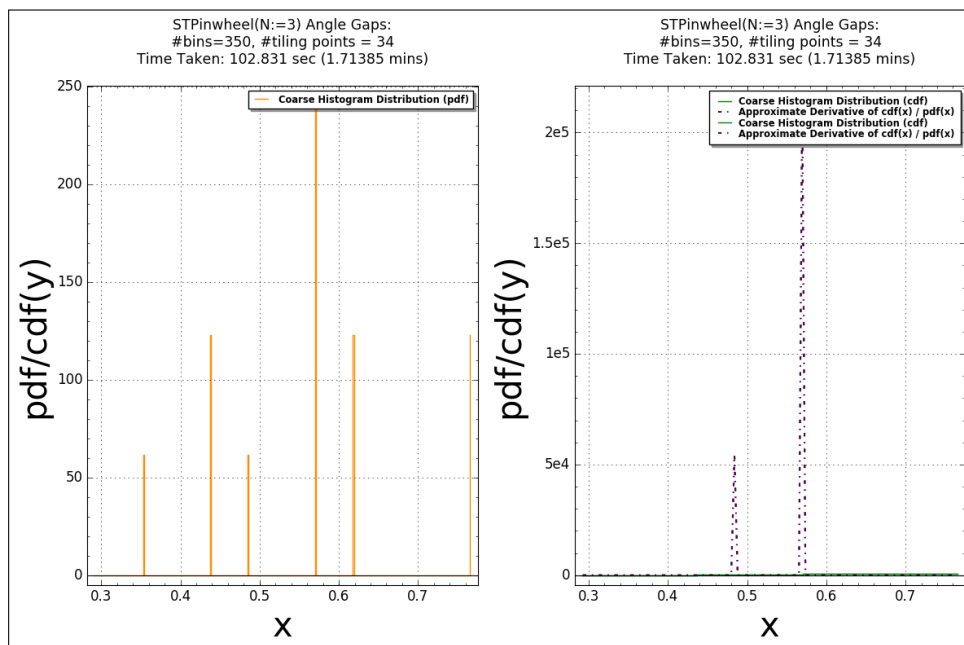 STPinwheel(N:=3) Angle Gaps:
#bins=350, #tiling points = 34
Time Taken: 102.831 sec (1.71385 mins)
250
200
150
100
50
0
pdf/cdf(y)
Coarse Histogram Distribution (pdf)
0.3 0.4 0.5 0.6 0.7
x
STPinwheel(N:=3) Angle Gaps:
#bins=350, #tiling points = 34
Time Taken: 102.831 sec (1.71385 mins)
2e5
1.5e5
1e5
5e4
0
pdf/cdf(y)
Coarse Histogram Distribution (cdf)
Approximate Derivative of cdf(x) / pdf(x)
Coarse Histogram Distribution (cdf)
Approximate Derivative of cdf(x) / pdf(x)
0.3 0.4 0.5 0.6 0.7
x